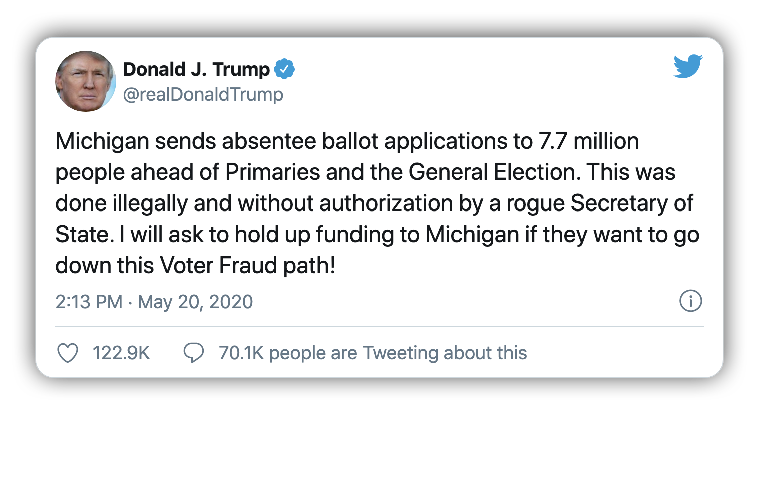 Donald J. Trump
@realDonaldTrump
Michigan sends absentee ballot applications to 7.7 million
people ahead of Primaries and the General Election. This was
done illegally and without authorization by a rogue Secretary of
State. I will ask to hold up funding to Michigan if they want to go
down this Voter Fraud path!
2:13 PM · May 20, 2020
122.9K 70.1K people are Tweeting about this